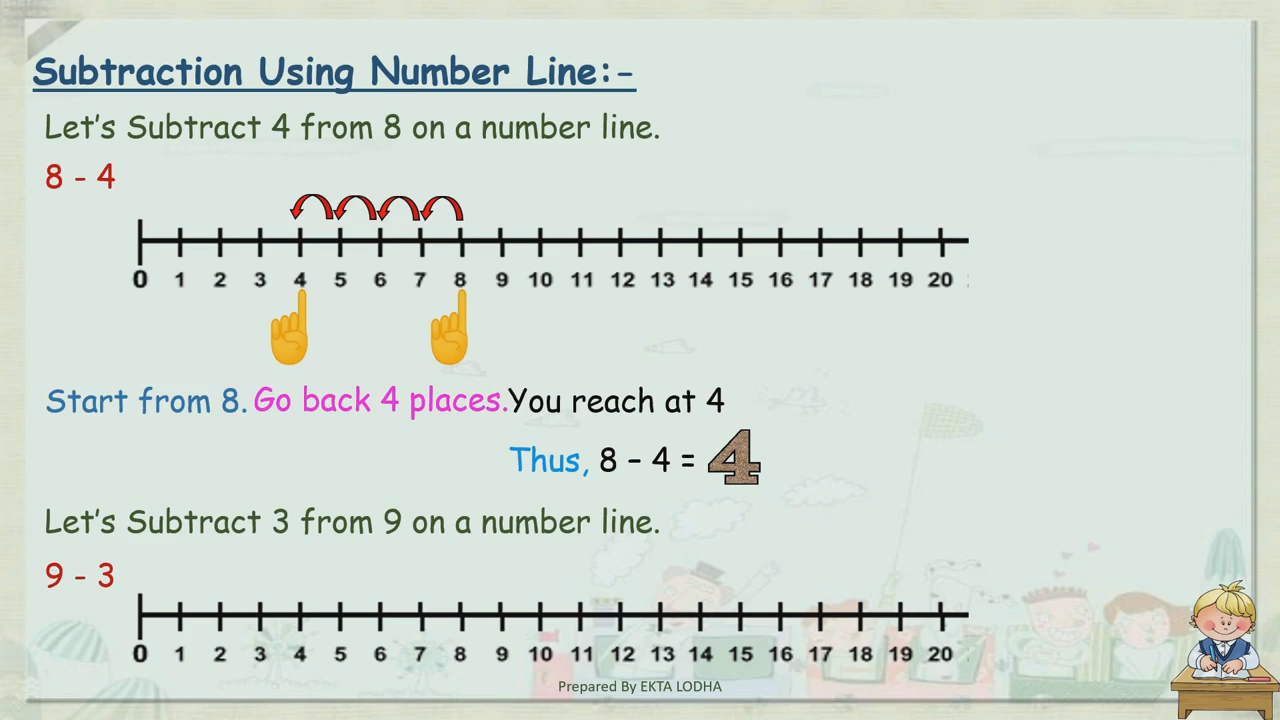 Subtraction Using Number Line:-
Let's Subtract 4 from 8 on a number line.
8 - 4
0 1 2 3 4 5 6 7 8 9 10 11 12 13 14 15 16 17 18 19 20
Start from 8. Go back 4 places. You reach at 4
Thus, 8 – 4 = 4
Let's Subtract 3 from 9 on a number line.
9 - 3
0 1 2 3 4 5 6 7 8 9 10 11 12 13 14 15 16 17 18 19 20
Prepared By EKTA LODHA